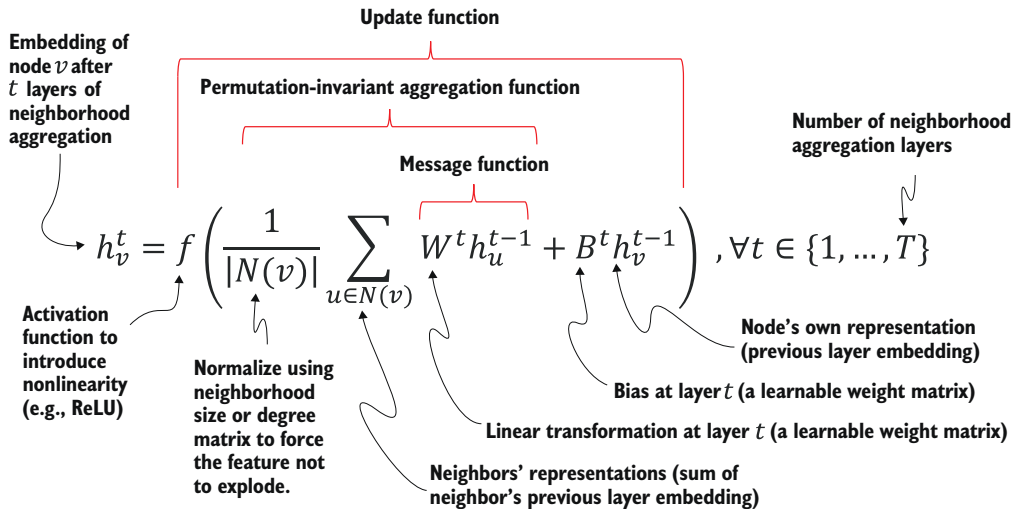 Update function
Embedding of
node v after
t layers of
neighborhood
aggregation
Permutation-invariant aggregation function
Number of neighborhood
aggregation layers
Message function
h_v^t = f ( 1 / |N(v)| ∑_{u∈N(v)} W^t h_u^{t−1} + B^t h_v^{t−1} ) , ∀t ∈ {1, …, T}
Activation
function to
introduce
nonlinearity
(e.g., ReLU)
Normalize using
neighborhood
size or degree
matrix to force
the feature not
to explode.
Node's own representation
(previous layer embedding)
Bias at layer t (a learnable weight matrix)
Linear transformation at layer t (a learnable weight matrix)
Neighbors' representations (sum of
neighbor's previous layer embedding)